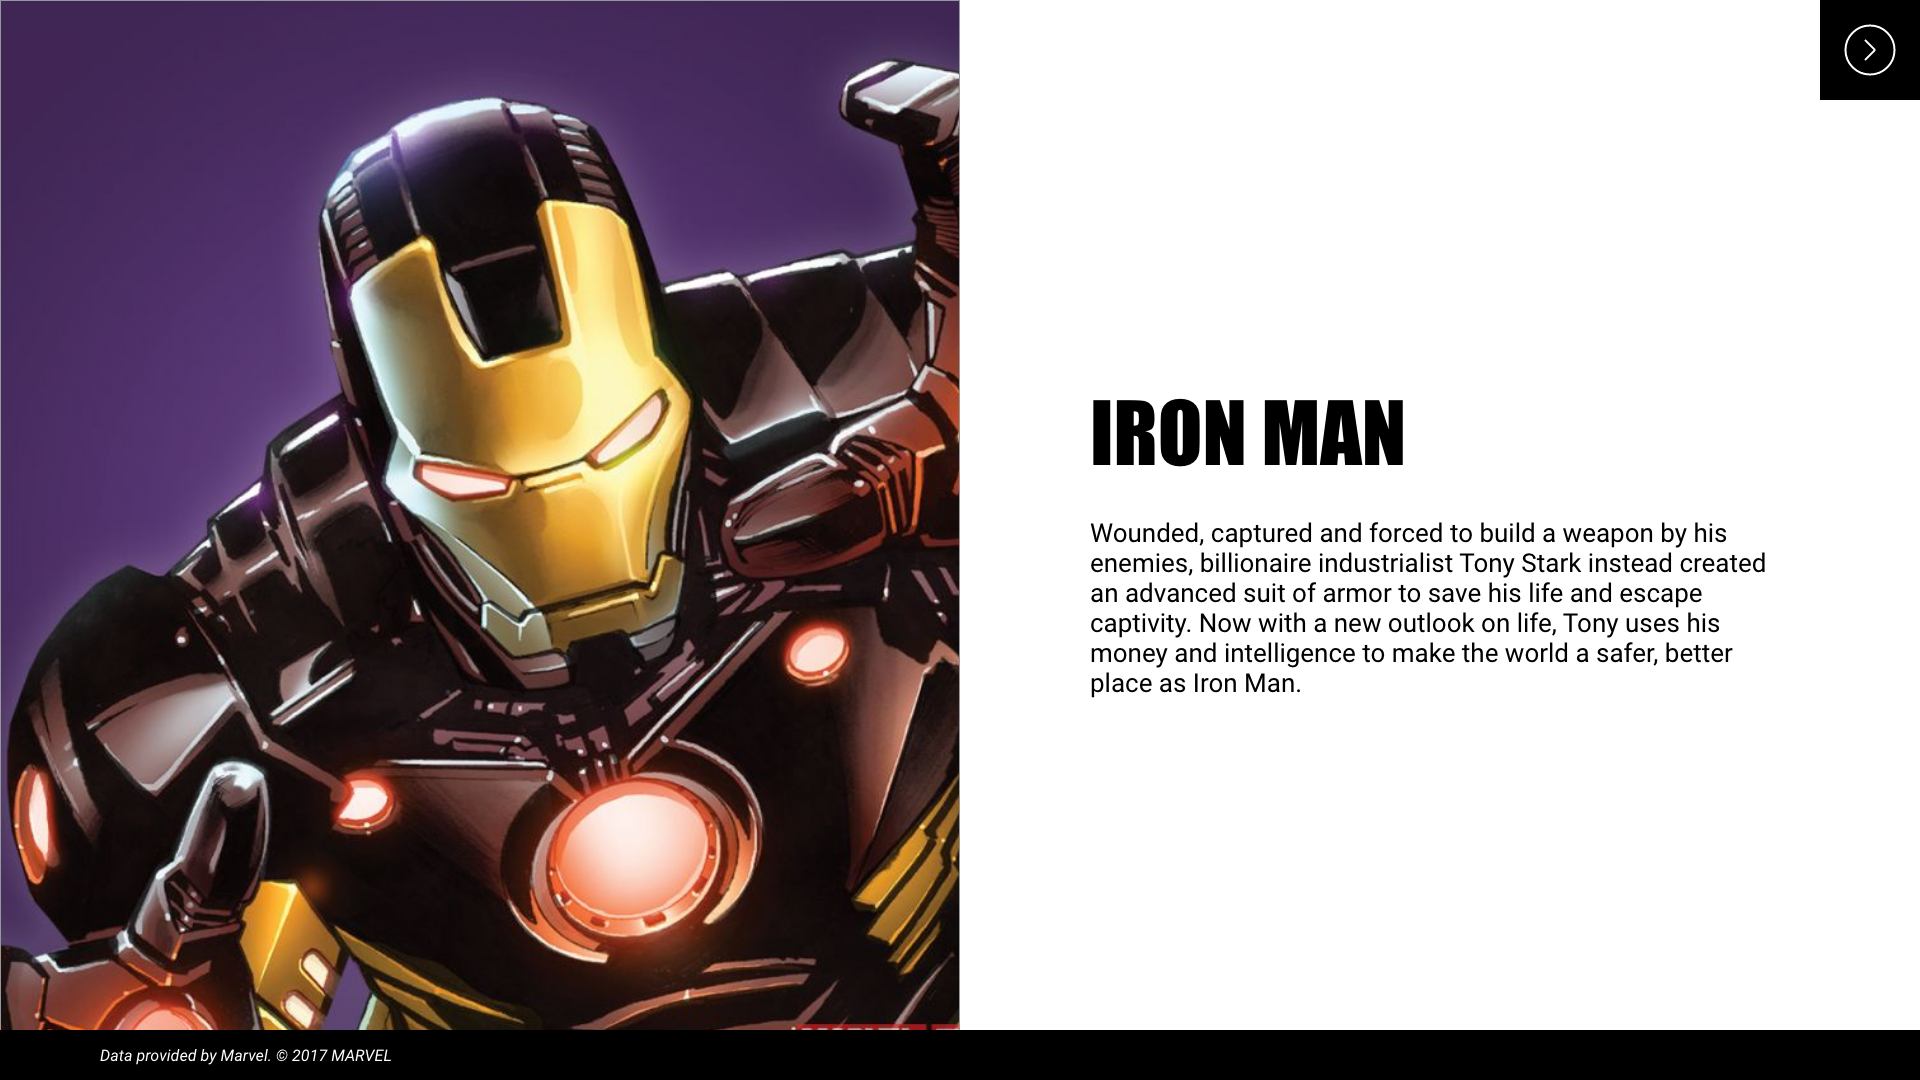 IRON MAN
Wounded, captured and forced to build a weapon by his
enemies, billionaire industrialist Tony Stark instead created
an advanced suit of armor to save his life and escape
captivity. Now with a new outlook on life, Tony uses his
money and intelligence to make the world a safer, better
place as Iron Man.
Data provided by Marvel. © 2017 MARVEL